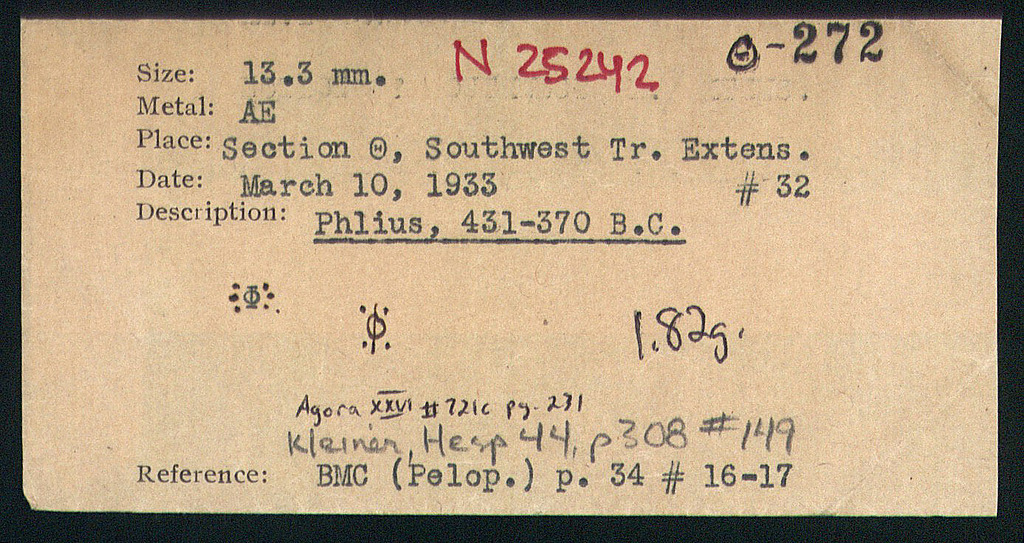 N 25242 Θ-272
Size: 13.3 mm.
Metal: AE
Place: Section Θ, Southwest Tr. Extens.
Date: March 10, 1933 # 32
Description: Phlius, 431-370 B.C.
:·Φ·:.
:Φ: 1.82g.
Agora XXVI # 721c pg. 231
Kleiner, Hesp 44, p308 #149
Reference: BMC (Pelop.) p. 34 # 16-17